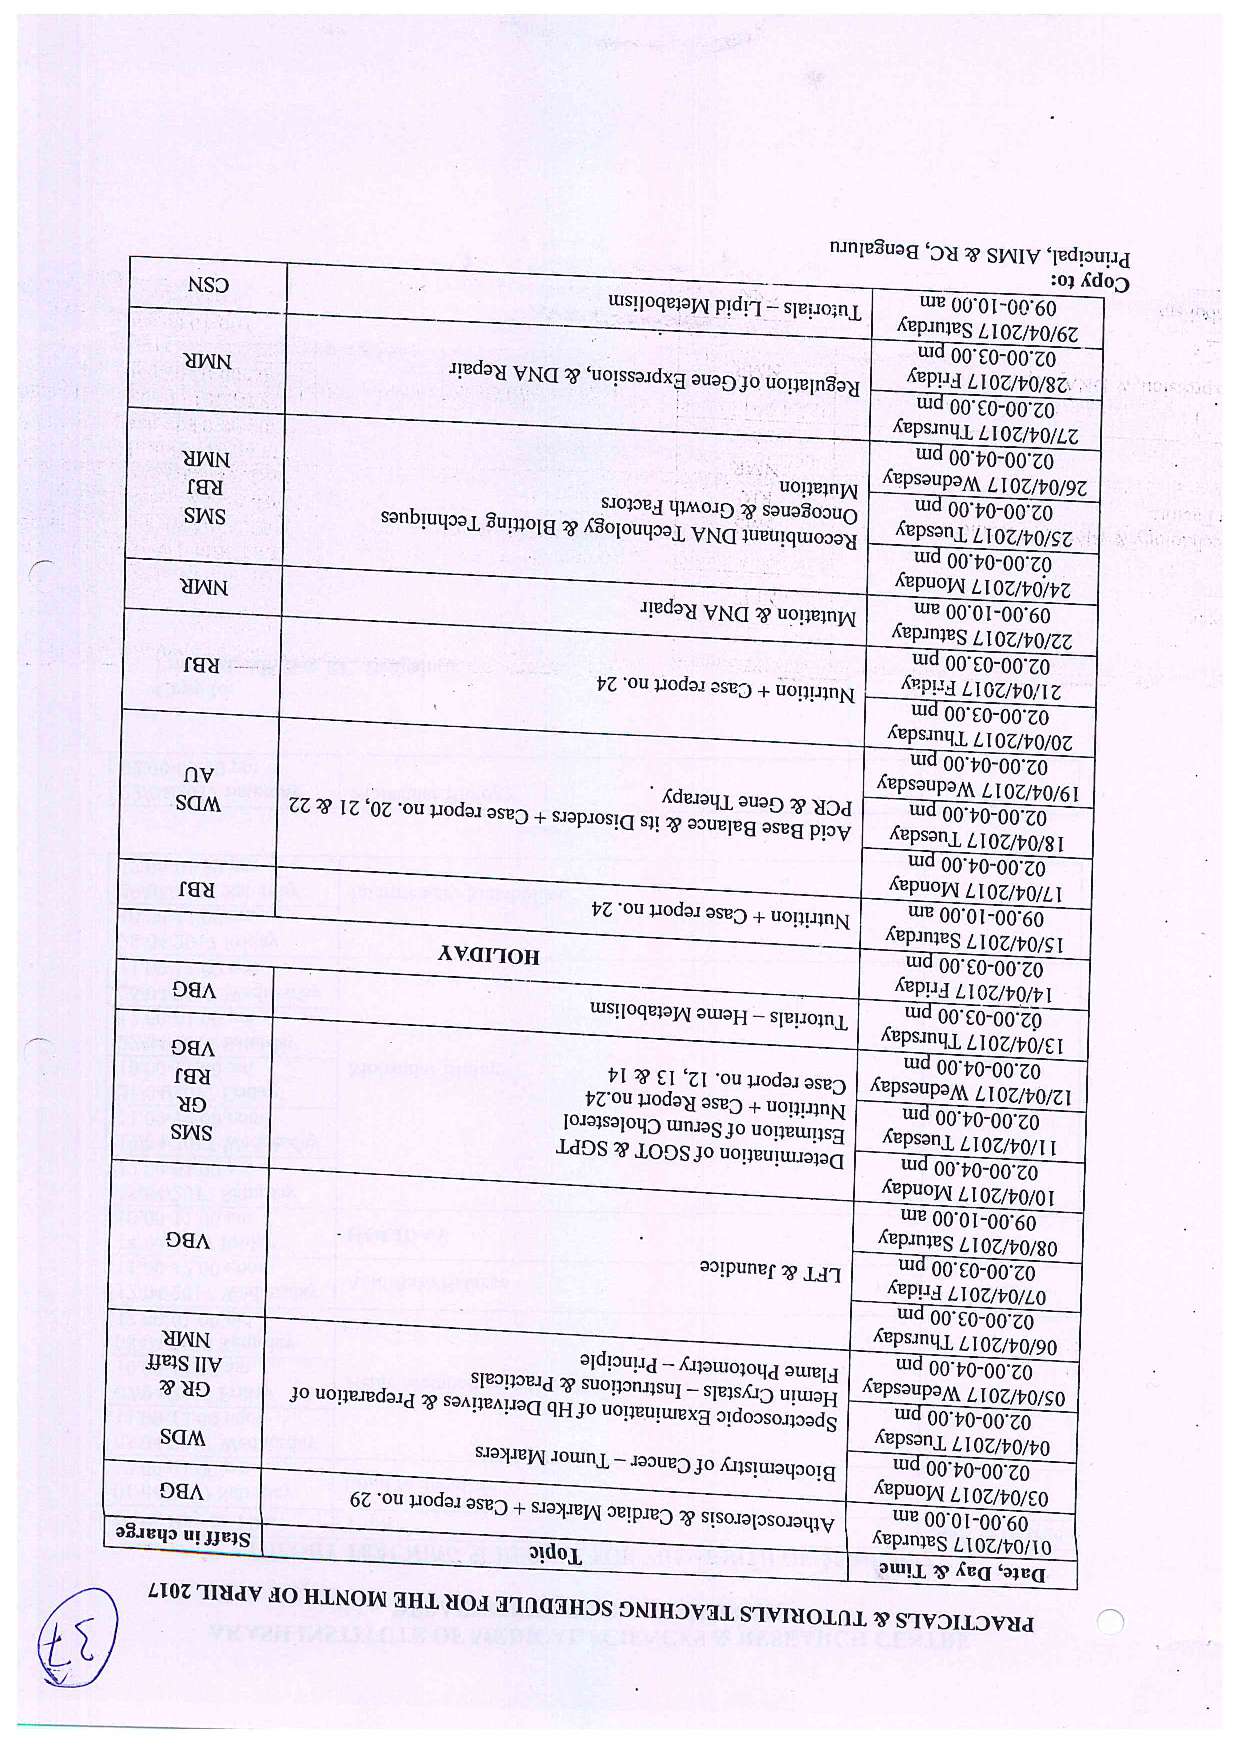 37
PRACTICALS & TUTORIALS TEACHING SCHEDULE FOR THE MONTH OF APRIL 2017
Date, Day & Time Topic Staff in charge
01/04/2017 Saturday
09.00-10.00 am
Atherosclerosis & Cardiac Markers + Case report no. 29 VBG
03/04/2017 Monday
02.00-04.00 pm
04/04/2017 Tuesday
02.00-04.00 pm
05/04/2017 Wednesday
02.00-04.00 pm
Biochemistry of Cancer – Tumor Markers
Spectroscopic Examination of Hb Derivatives & Preparation of
Hemin Crystals – Instructions & Practicals
Flame Photometry – Principle
WDS
GR &
All Staff
NMR
06/04/2017 Thursday
02.00-03.00 pm
07/04/2017 Friday
02.00-03.00 pm
08/04/2017 Saturday
09.00-10.00 am
LFT & Jaundice VBG
10/04/2017 Monday
02.00-04.00 pm
11/04/2017 Tuesday
02.00-04.00 pm
12/04/2017 Wednesday
02.00-04.00 pm
Determination of SGOT & SGPT
Estimation of Serum Cholesterol
Nutrition + Case Report no.24
Case report no. 12, 13 & 14
SMS
GR
RBJ
VBG
13/04/2017 Thursday
02.00-03.00 pm
Tutorials – Heme Metabolism VBG
14/04/2017 Friday
02.00-03.00 pm
HOLIDAY
15/04/2017 Saturday
09.00-10.00 am
Nutrition + Case report no. 24 RBJ
17/04/2017 Monday
02.00-04.00 pm
18/04/2017 Tuesday
02.00-04.00 pm
19/04/2017 Wednesday
02.00-04.00 pm
Acid Base Balance & its Disorders + Case report no. 20, 21 & 22
PCR & Gene Therapy
WDS
AU
20/04/2017 Thursday
02.00-03.00 pm
21/04/2017 Friday
02.00-03.00 pm
Nutrition + Case report no. 24 RBJ
22/04/2017 Saturday
09.00-10.00 am
Mutation & DNA Repair NMR
24/04/2017 Monday
02.00-04.00 pm
25/04/2017 Tuesday
02.00-04.00 pm
26/04/2017 Wednesday
02.00-04.00 pm
Recombinant DNA Technology & Blotting Techniques
Oncogenes & Growth Factors
Mutation
SMS
RBJ
NMR
27/04/2017 Thursday
02.00-03.00 pm
28/04/2017 Friday
02.00-03.00 pm
Regulation of Gene Expression, & DNA Repair NMR
29/04/2017 Saturday
09.00-10.00 am
Tutorials – Lipid Metabolism CSN
Copy to:
Principal, AIMS & RC, Bengaluru